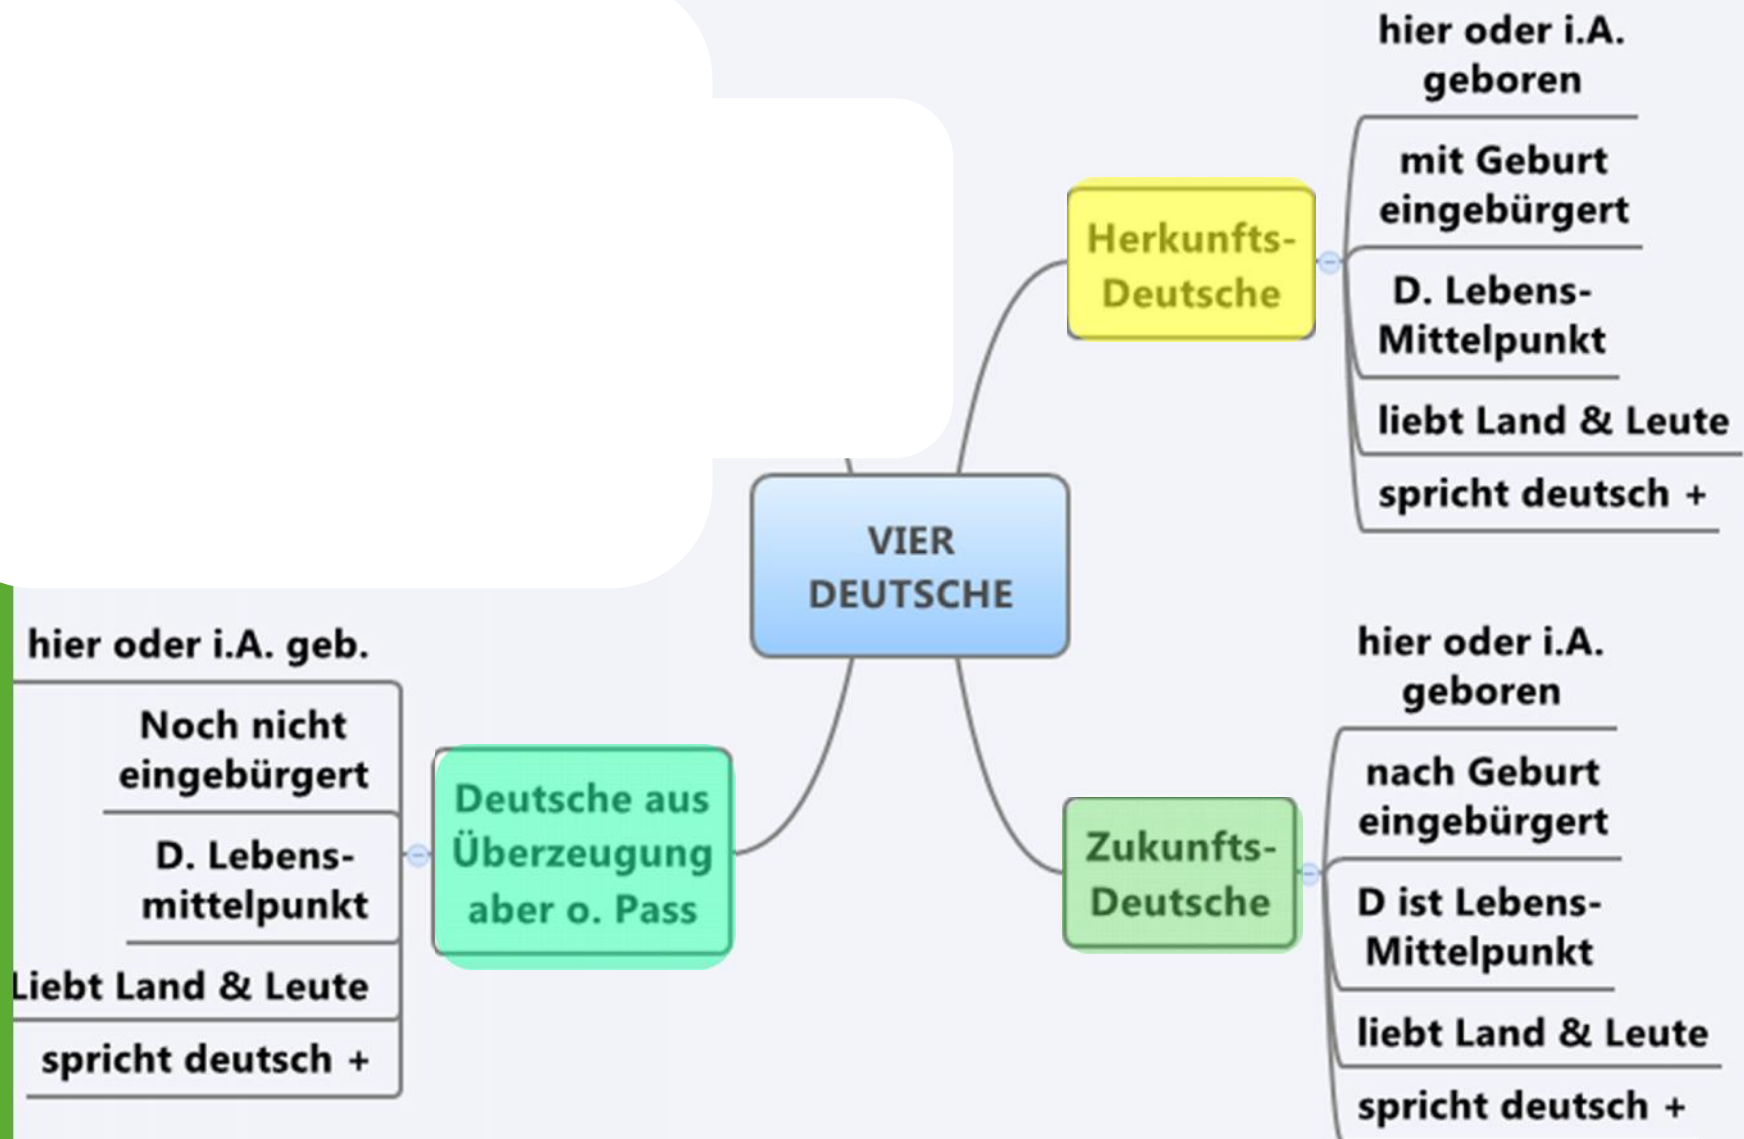 VIER
DEUTSCHE
Herkunfts-
Deutsche
hier oder i.A.
geboren
mit Geburt
eingebürgert
D. Lebens-
Mittelpunkt
liebt Land & Leute
spricht deutsch +
Zukunfts-
Deutsche
hier oder i.A.
geboren
nach Geburt
eingebürgert
D ist Lebens-
Mittelpunkt
liebt Land & Leute
spricht deutsch +
Deutsche aus
Überzeugung
aber o. Pass
hier oder i.A. geb.
Noch nicht
eingebürgert
D. Lebens-
mittelpunkt
Liebt Land & Leute
spricht deutsch +